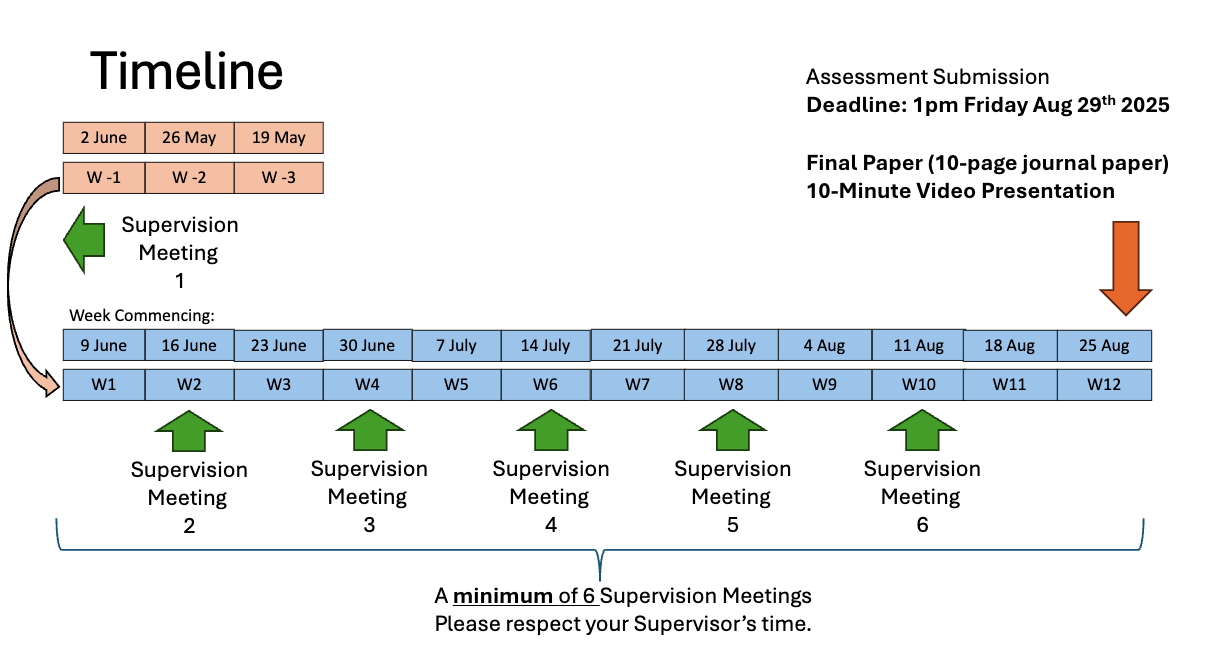 Timeline
Assessment Submission
Deadline: 1pm Friday Aug 29th 2025
Final Paper (10-page journal paper)
10-Minute Video Presentation
2 June 26 May 19 May
W -1 W -2 W -3
Supervision
Meeting
1
Week Commencing:
9 June 16 June 23 June 30 June 7 July 14 July 21 July 28 July 4 Aug 11 Aug 18 Aug 25 Aug
W1 W2 W3 W4 W5 W6 W7 W8 W9 W10 W11 W12
Supervision
Meeting
2
Supervision
Meeting
3
Supervision
Meeting
4
Supervision
Meeting
5
Supervision
Meeting
6
A minimum of 6 Supervision Meetings
Please respect your Supervisor’s time.